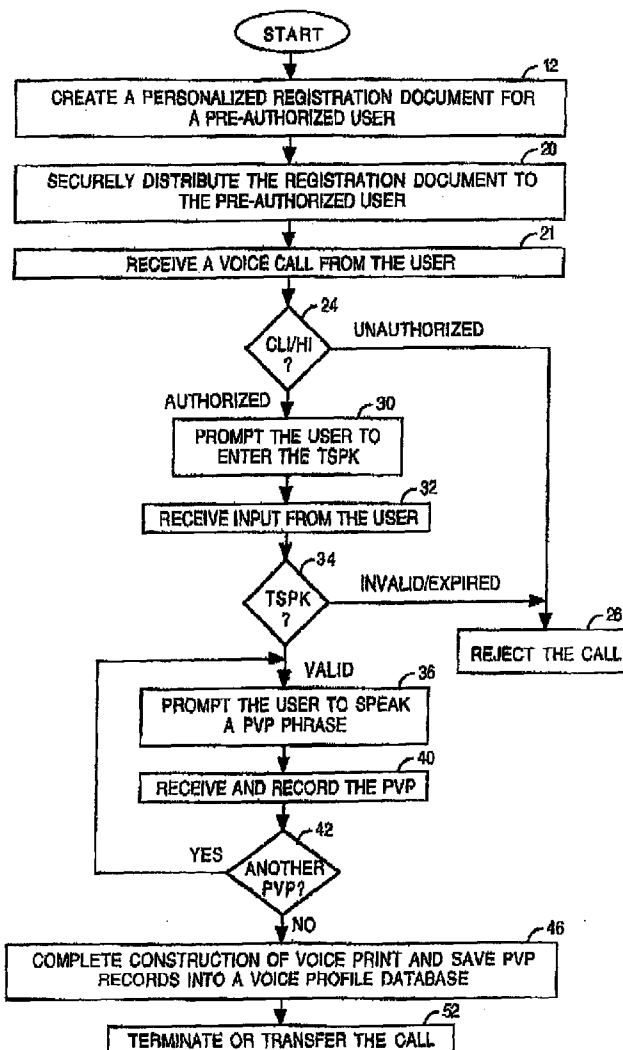 START
12
CREATE A PERSONALIZED REGISTRATION DOCUMENT FOR
A PRE-AUTHORIZED USER
20
SECURELY DISTRIBUTE THE REGISTRATION DOCUMENT TO
THE PRE-AUTHORIZED USER
21
RECEIVE A VOICE CALL FROM THE USER
24
CLI/HI
?
UNAUTHORIZED
AUTHORIZED
30
PROMPT THE USER TO
ENTER THE TSPK
32
RECEIVE INPUT FROM THE USER
34
TSPK
?
INVALID/EXPIRED
26
REJECT THE CALL
VALID
36
PROMPT THE USER TO SPEAK
A PVP PHRASE
40
RECEIVE AND RECORD THE PVP
42
YES
ANOTHER
PVP?
NO
46
COMPLETE CONSTRUCTION OF VOICE PRINT AND SAVE PVP
RECORDS INTO A VOICE PROFILE DATABASE
52
TERMINATE OR TRANSFER THE CALL